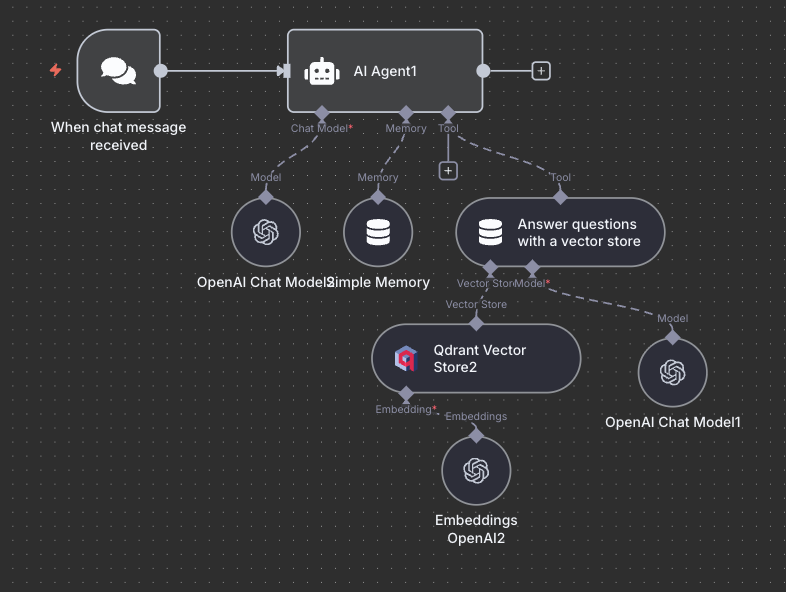 AI Agent1
When chat message
received
Chat Model*
Memory
Tool
Model
Memory
Tool
Answer questions
with a vector store
OpenAI Chat Model2
Simple Memory
Vector Store
Model*
Vector Store
Model
Qdrant Vector
Store2
Embedding*
Embeddings
OpenAI Chat Model1
Embeddings
OpenAI2